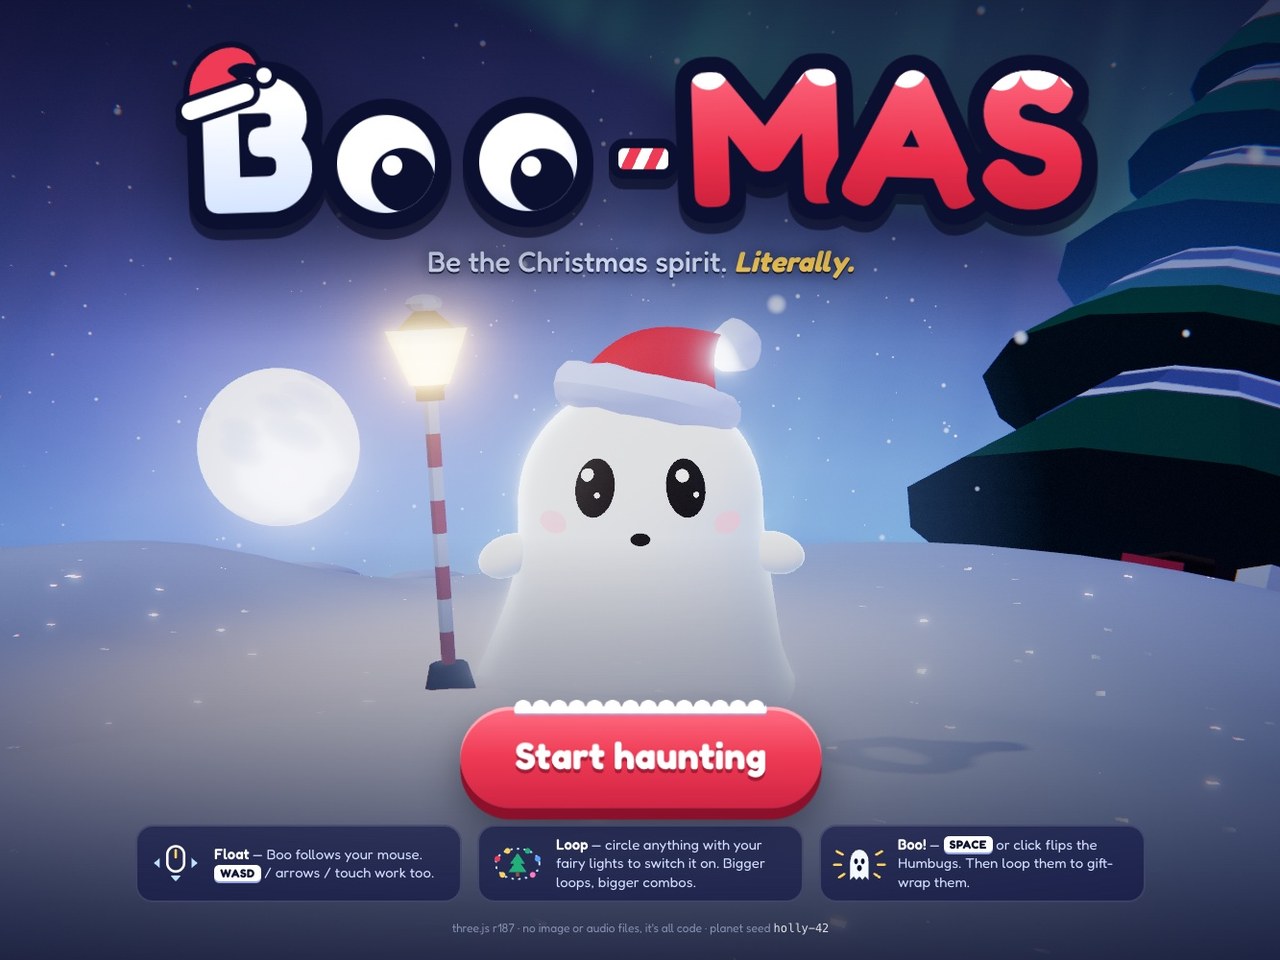 Boo-MAS
Be the Christmas spirit. Literally.
Start haunting
Float — Boo follows your mouse.
WASD / arrows / touch work too.
Loop — circle anything with your
fairy lights to switch it on. Bigger
loops, bigger combos.
Boo! — SPACE or click flips the
Humbugs. Then loop them to gift-
wrap them.
three.js r187 · no image or audio files, it's all code · planet seed holly-42